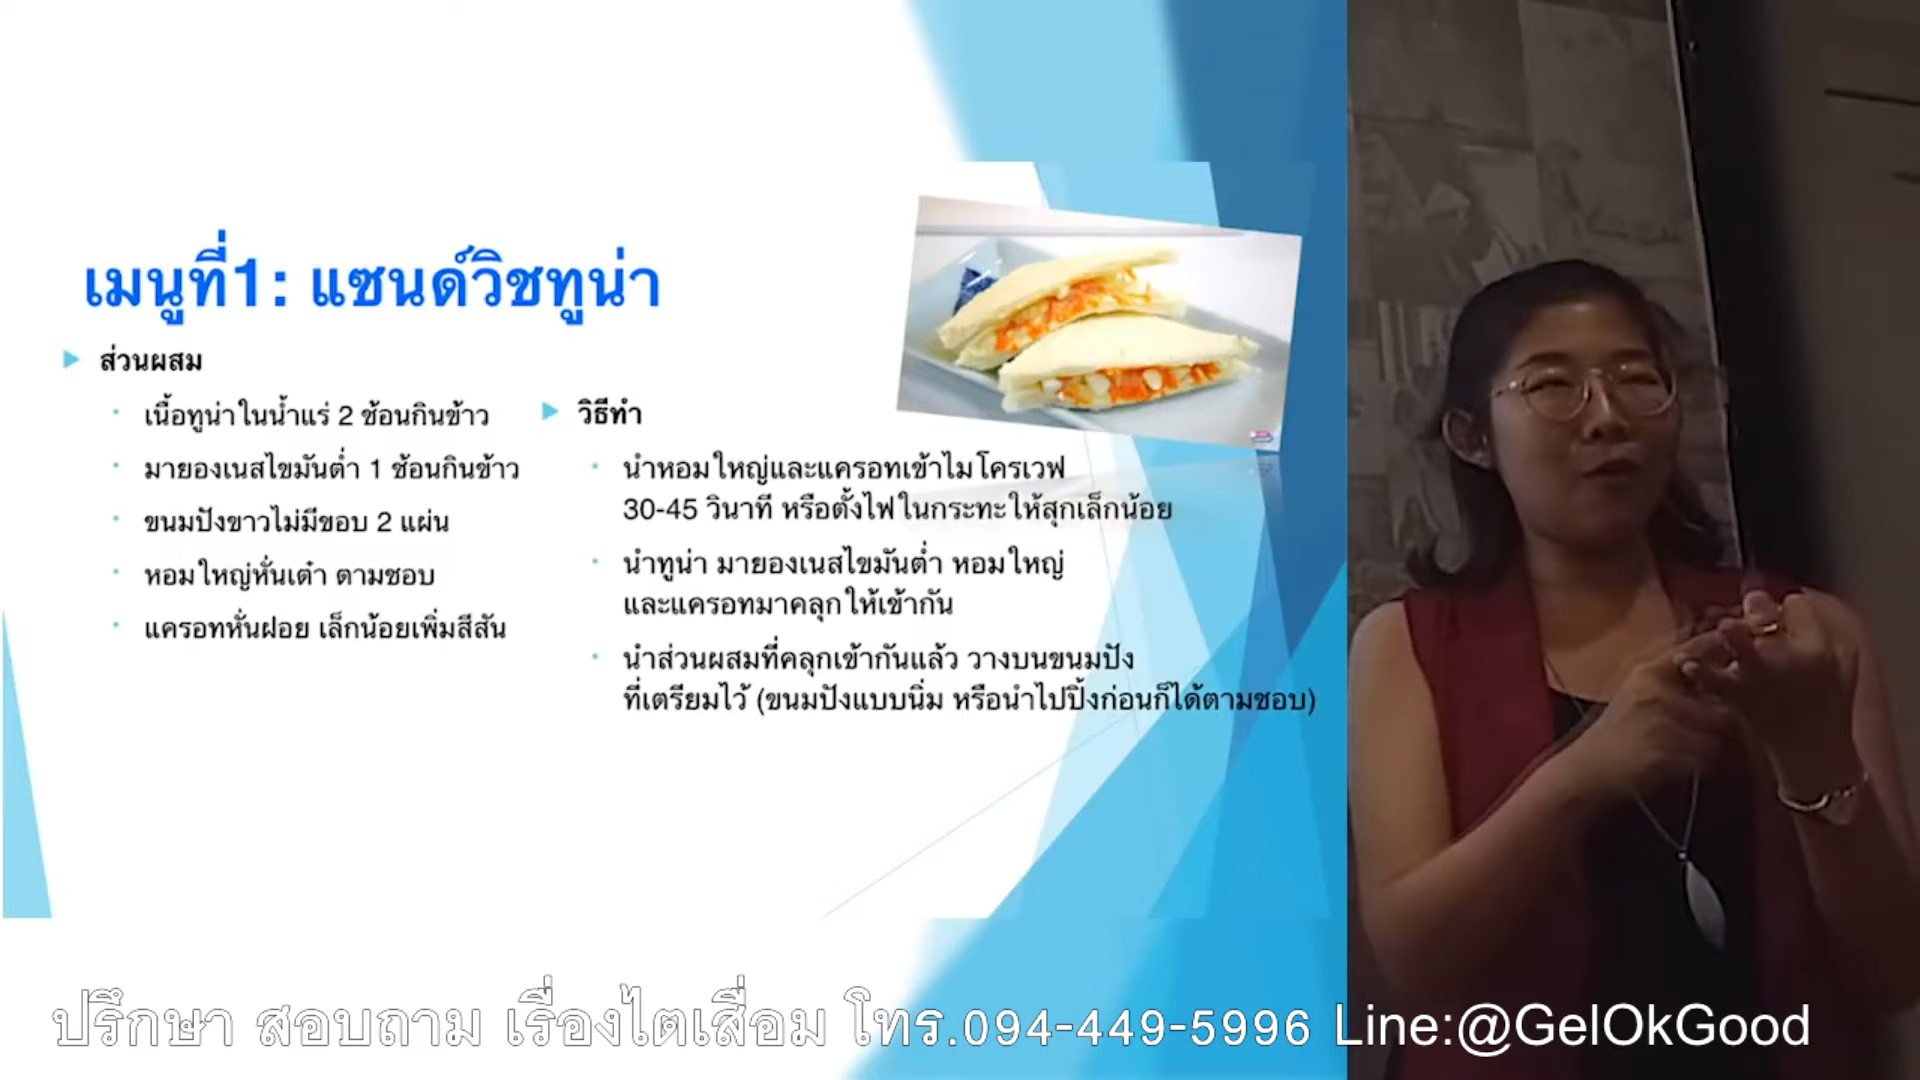 เมนูที่1: แซนด์วิชทูน่า
ส่วนผสม
เนื้อทูน่าในน้ำแร่ 2 ช้อนกินข้าว
มายองเนสไขมันต่ำ 1 ช้อนกินข้าว
ขนมปังขาวไม่มีขอบ 2 แผ่น
หอมใหญ่หั่นเต๋า ตามชอบ
แครอทหั่นฝอย เล็กน้อยเพิ่มสีสัน
วิธีทำ
นำหอมใหญ่และแครอทเข้าไมโครเวฟ
30-45 วินาที หรือตั้งไฟในกระทะให้สุกเล็กน้อย
นำทูน่า มายองเนสไขมันต่ำ หอมใหญ่
และแครอทมาคลุกให้เข้ากัน
นำส่วนผสมที่คลุกเข้ากันแล้ว วางบนขนมปัง
ที่เตรียมไว้ (ขนมปังแบบนิ่ม หรือนำไปปิ้งก่อนก็ได้ตามชอบ)
ปรึกษา สอบถาม เรื่องไตเสื่อม โทร.094-449-5996 Line:@GelOkGood